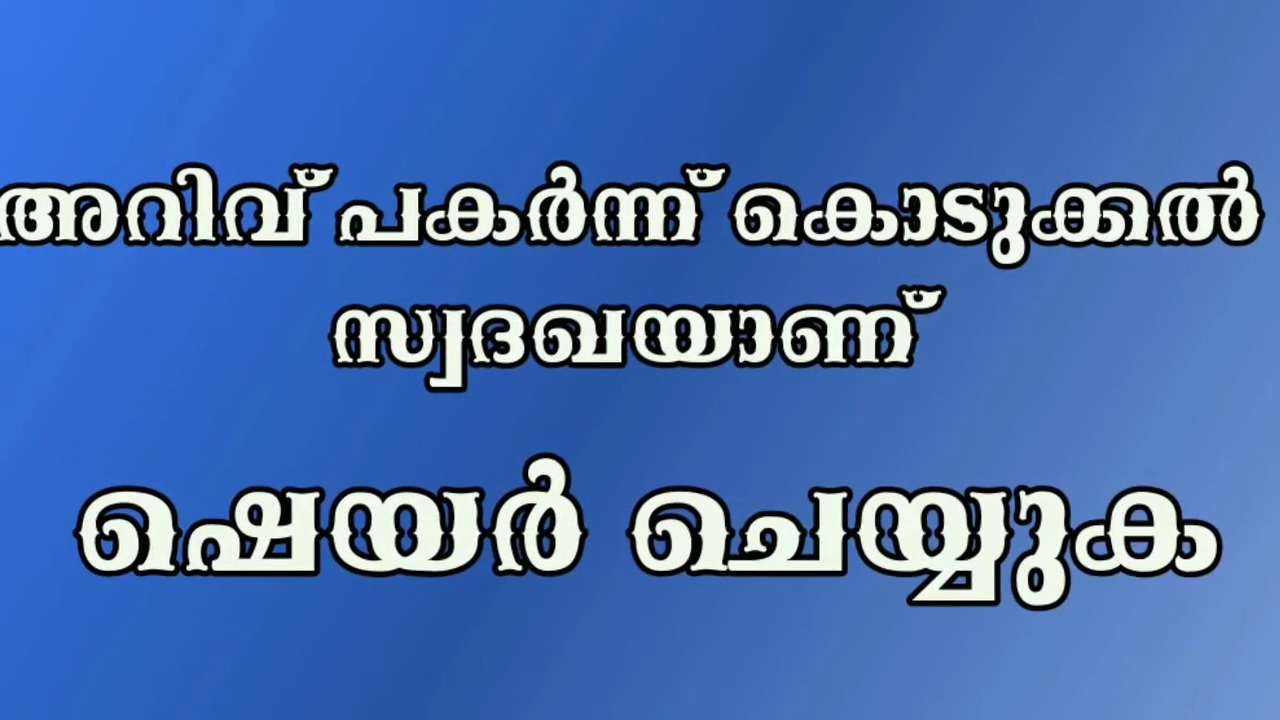 അറിവ് പകർന്ന് കൊടുക്കൽ
സ്വദഖയാണ്
ഷെയർ ചെയ്യുക